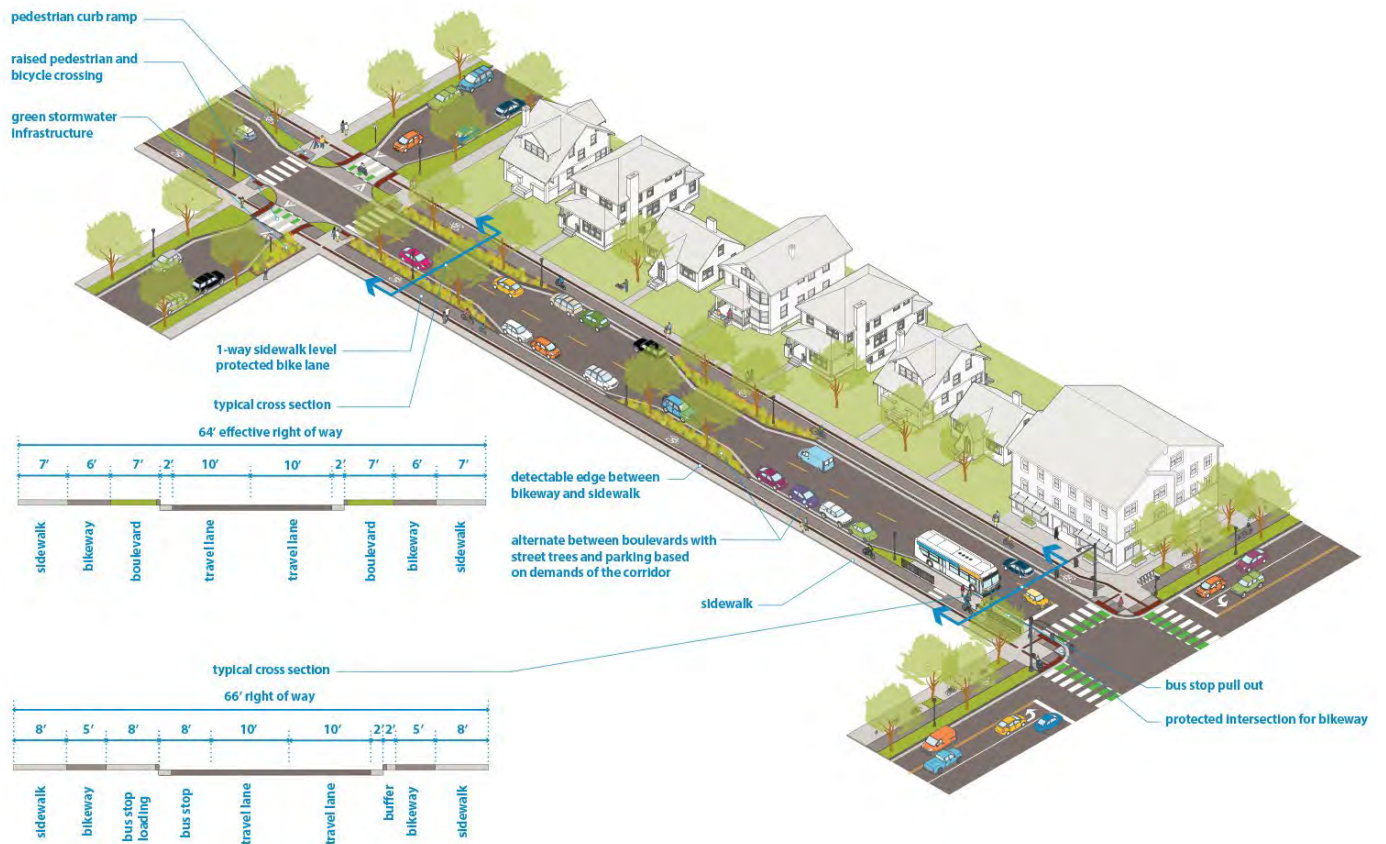 pedestrian curb ramp
raised pedestrian and
bicycle crossing
green stormwater
infrastructure
1-way sidewalk level
protected bike lane
typical cross section
64’ effective right of way
7’ 6’ 7’ 2’ 10’ 10’ 2’ 7’ 6’ 7’
sidewalk
bikeway
boulevard
travel lane
travel lane
boulevard
bikeway
sidewalk
detectable edge between
bikeway and sidewalk
alternate between boulevards with
street trees and parking based
on demands of the corridor
sidewalk
typical cross section
66’ right of way
8’ 5’ 8’ 8’ 10’ 10’ 2’ 2’ 5’ 8’
sidewalk
bikeway
bus stop
loading
bus stop
travel lane
travel lane
buffer
bikeway
sidewalk
bus stop pull out
protected intersection for bikeway